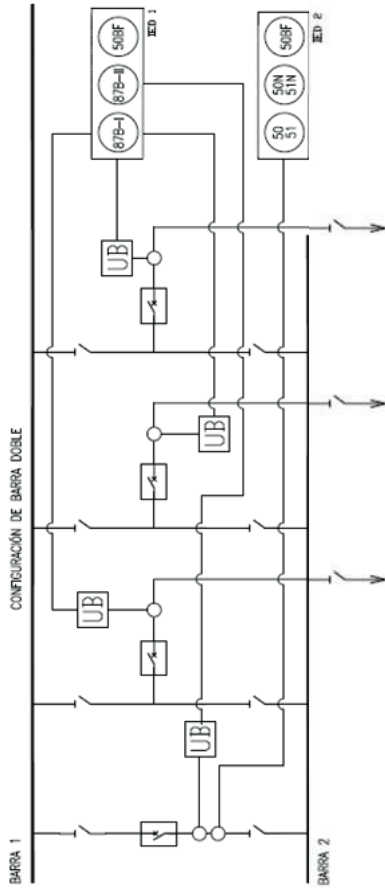 CONFIGURACIÓN DE BARRA DOBLE
BARRA 1
87B-I
87B-II
50BF
IED 1
UB
UB
UB
UB
50
51
50N
51N
50BF
IED 2
BARRA 2